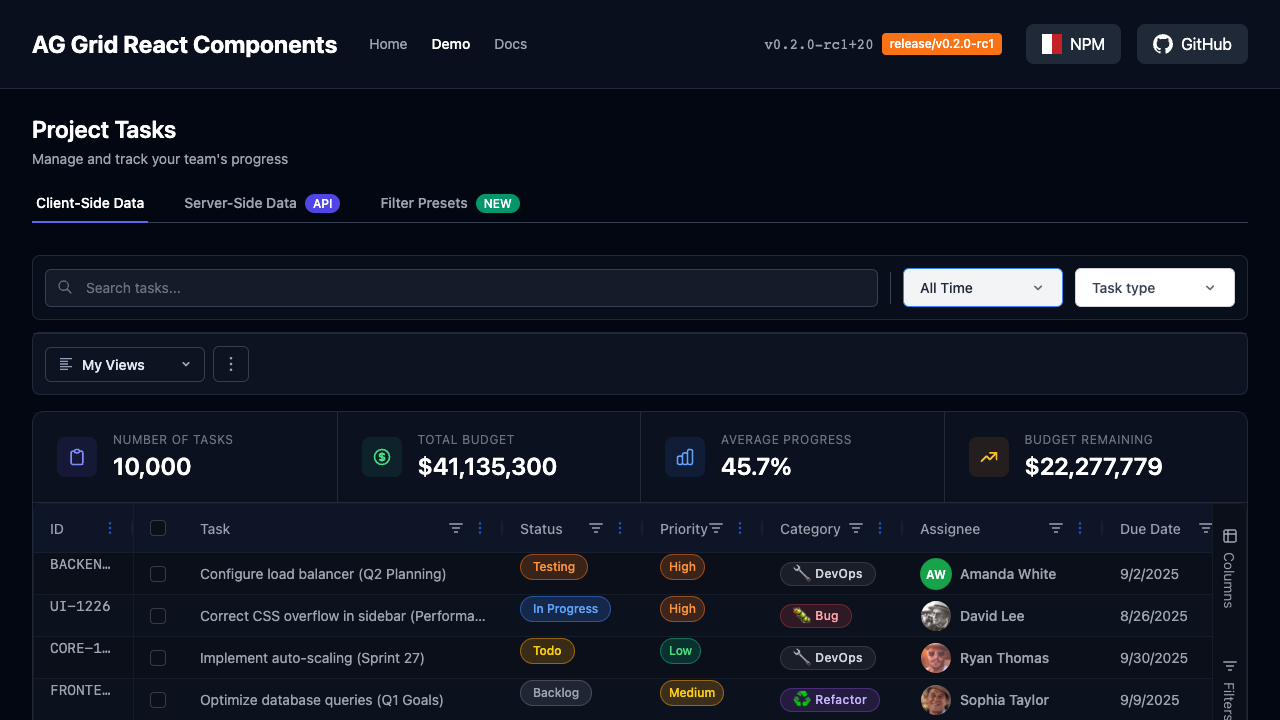 AG Grid React Components Home Demo Docs v0.2.0-rc1+20 release/v0.2.0-rc1 NPM GitHub
Project Tasks
Manage and track your team's progress
Client-Side Data Server-Side Data API Filter Presets NEW
Search tasks... All Time Task type
My Views
NUMBER OF TASKS TOTAL BUDGET AVERAGE PROGRESS BUDGET REMAINING
10,000 $41,135,300 45.7% $22,277,779
ID Task Status Priority Category Assignee Due Date
BACKEN... Configure load balancer (Q2 Planning) Testing High DevOps AW Amanda White 9/2/2025
UI-1226 Correct CSS overflow in sidebar (Performa... In Progress High Bug David Lee 8/26/2025
CORE-1... Implement auto-scaling (Sprint 27) Todo Low DevOps Ryan Thomas 9/30/2025
FRONTE... Optimize database queries (Q1 Goals) Backlog Medium Refactor Sophia Taylor 9/9/2025
Columns
Filters